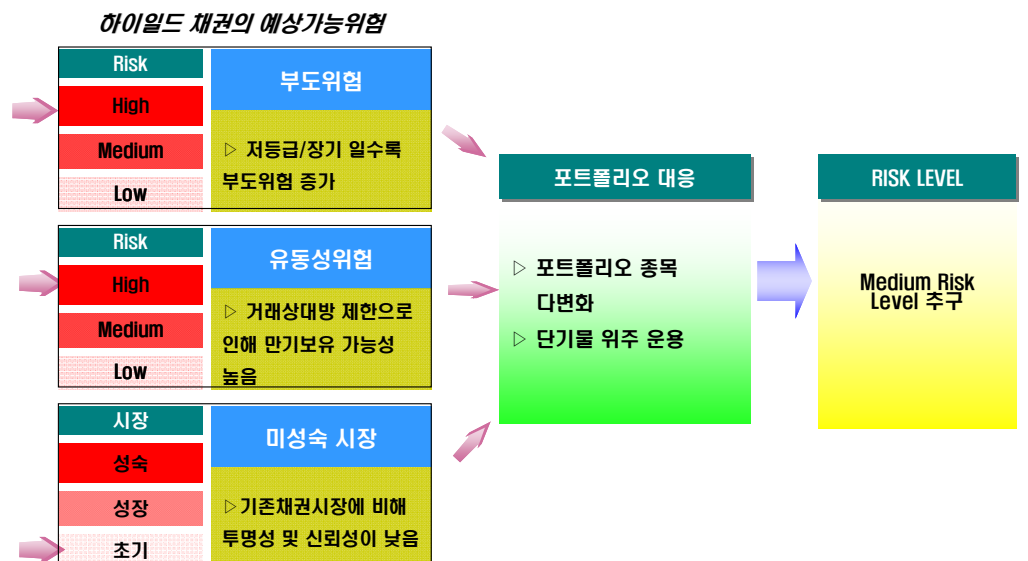 하이일드 채권의 예상가능위험
Risk
High
Medium
Low
부도위험
▷ 저등급/장기 일수록
부도위험 증가
Risk
High
Medium
Low
유동성위험
▷ 거래상대방 제한으로
인해 만기보유 가능성
높음
시장
성숙
성장
초기
미성숙 시장
▷기존채권시장에 비해
투명성 및 신뢰성이 낮음
포트폴리오 대응
▷ 포트폴리오 종목
다변화
▷ 단기물 위주 운용
RISK LEVEL
Medium Risk
Level 추구